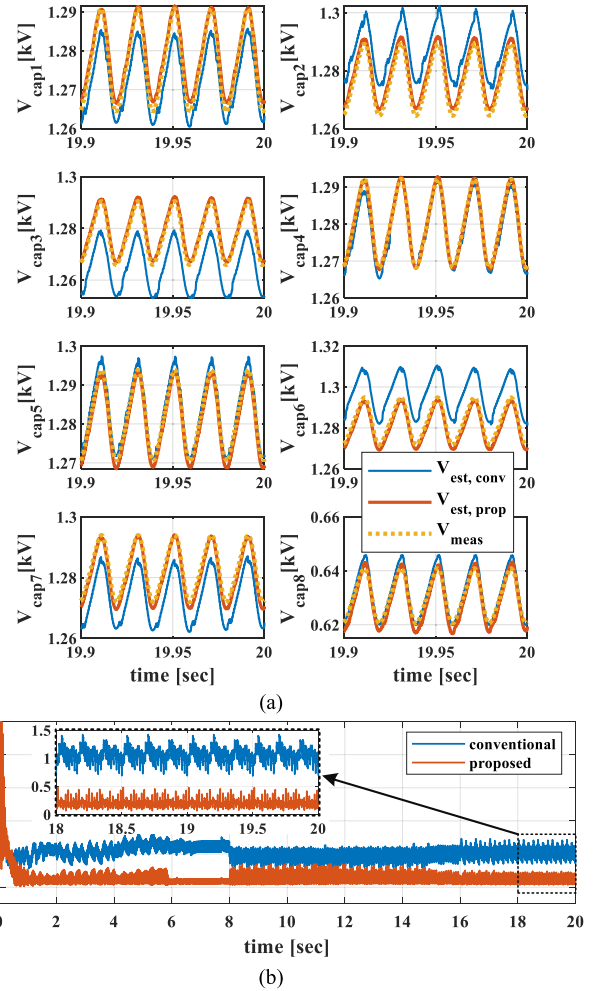 1.29
1.28
1.27
1.26
V cap1 [kV]
19.9 19.95 20
1.3
1.28
1.26
V cap2 [kV]
19.9 19.95 20
1.3
1.28
1.26
V cap3 [kV]
19.9 19.95 20
1.29
1.28
1.27
1.26
V cap4 [kV]
19.9 19.95 20
1.3
1.29
1.28
1.27
V cap5 [kV]
19.9 19.95 20
1.32
1.3
1.28
1.26
V cap6 [kV]
19.9
V est, conv
V est, prop
V meas
1.3
1.28
1.26
V cap7 [kV]
19.9 19.95 20
time [sec]
0.66
0.64
0.62
V cap8 [kV]
19.9 19.95 20
time [sec]
(a)
1.5
1
0.5
0
18 18.5 19 19.5 20
conventional
proposed
0 2 4 6 8 10 12 14 16 18 20
time [sec]
(b)